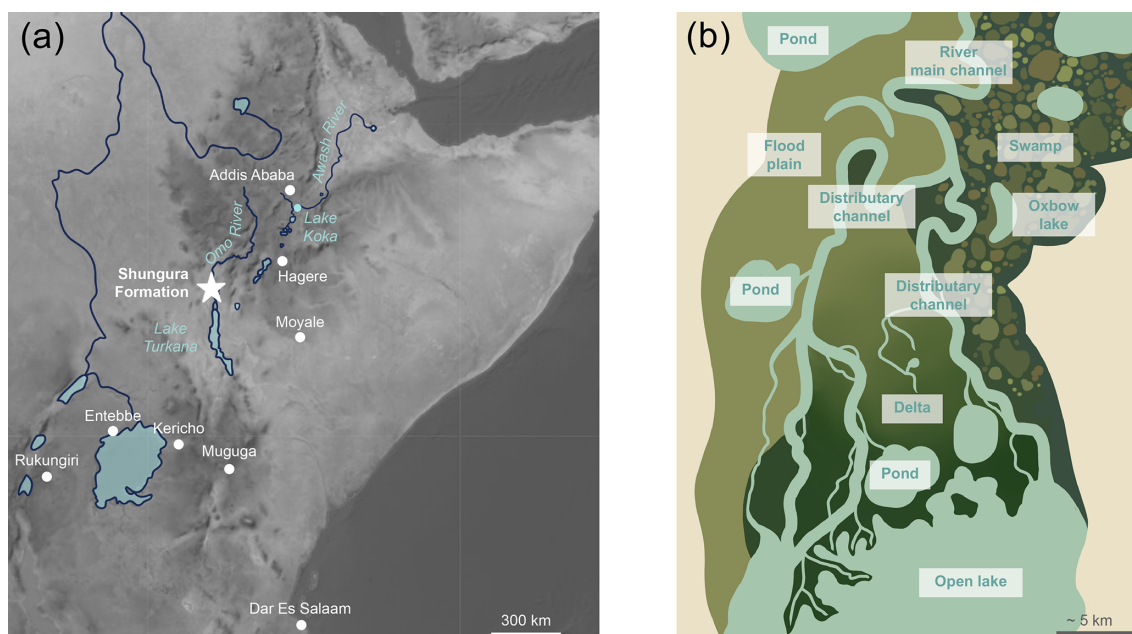 (a)
Awash River
Addis Ababa
Lake
Koka
Omo River
Shungura
Formation
Hagere
Moyale
Lake
Turkana
Entebbe
Kericho
Rukungiri
Muguga
Dar Es Salaam
300 km
(b)
Pond
River
main channel
Flood
plain
Swamp
Distributary
channel
Oxbow
lake
Pond
Distributary
channel
Delta
Pond
Open lake
~ 5 km